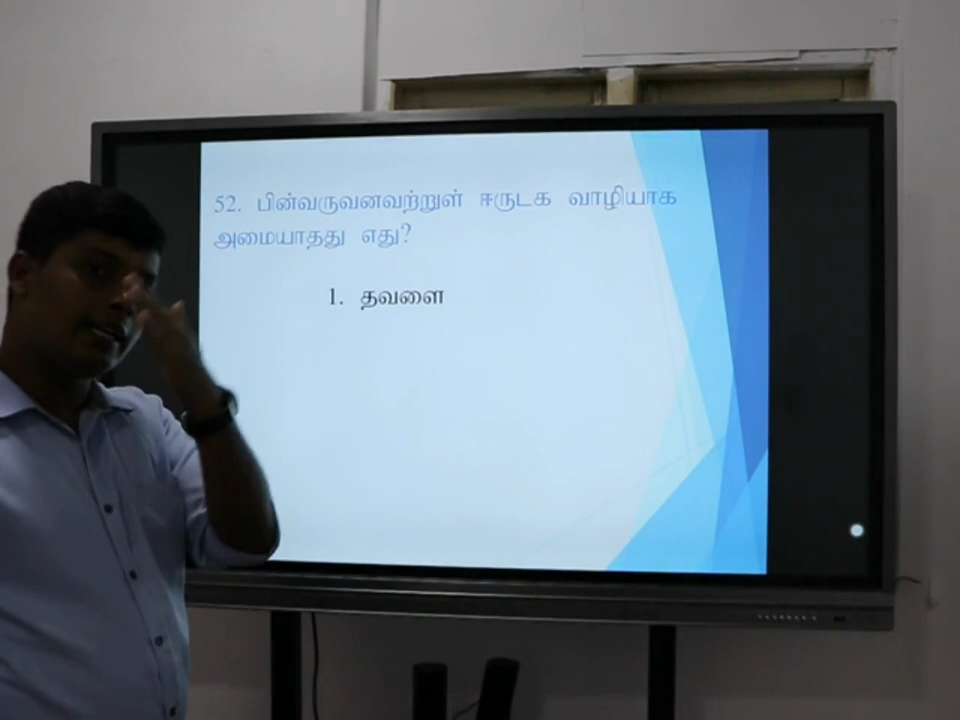 52. பின்வருவனவற்றுள் ஈருடக வாழியாக
அமையாதது எது?
1. தவளை